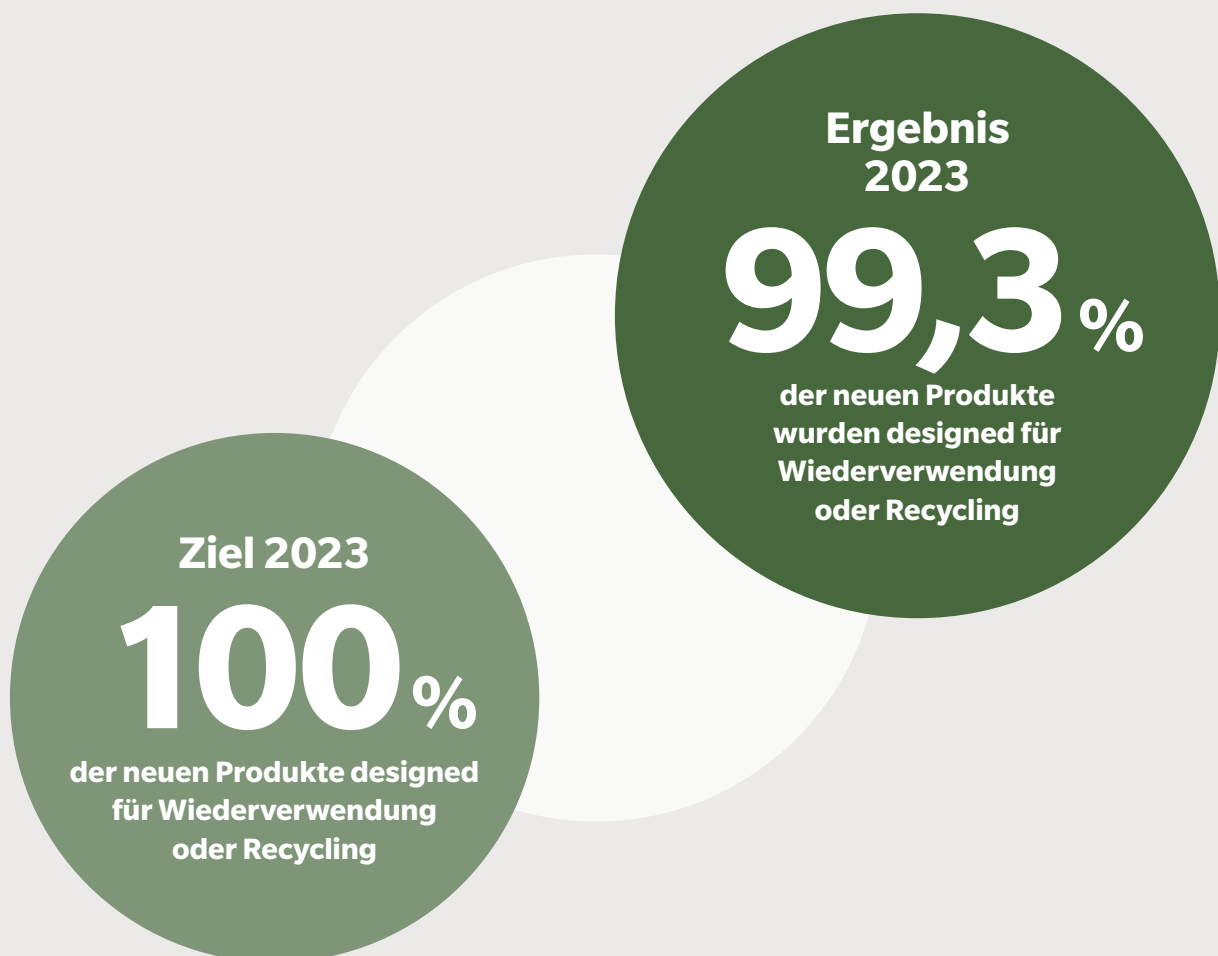 Ergebnis
2023
99,3 %
der neuen Produkte
wurden designed für
Wiederverwendung
oder Recycling
Ziel 2023
100 %
der neuen Produkte designed
für Wiederverwendung
oder Recycling